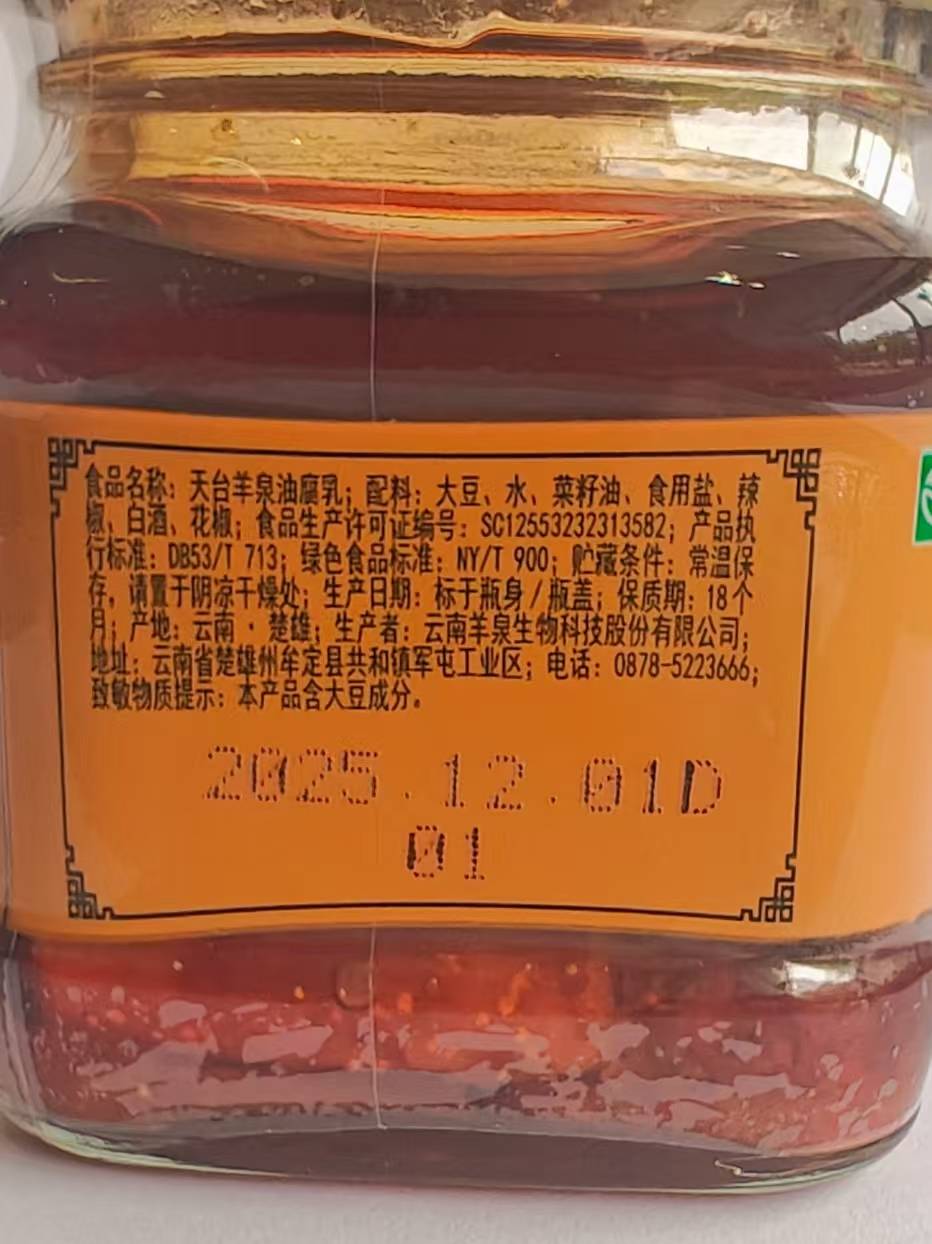 食品名称：天台羊泉油腐乳；配料：大豆、水、菜籽油、食用盐、辣
椒、白酒、花椒；食品生产许可证编号：SC12553232313582；产品执
行标准：DB53/T 713；绿色食品标准：NY/T 900；贮藏条件：常温保
存，请置于阴凉干燥处；生产日期：标于瓶身/瓶盖；保质期：18个
月；产地：云南·楚雄；生产者：云南羊泉生物科技股份有限公司；
地址：云南省楚雄州牟定县共和镇军屯工业区；电话：0878-5223666；
致敏物质提示：本产品含大豆成分。
2025.12.01D
01